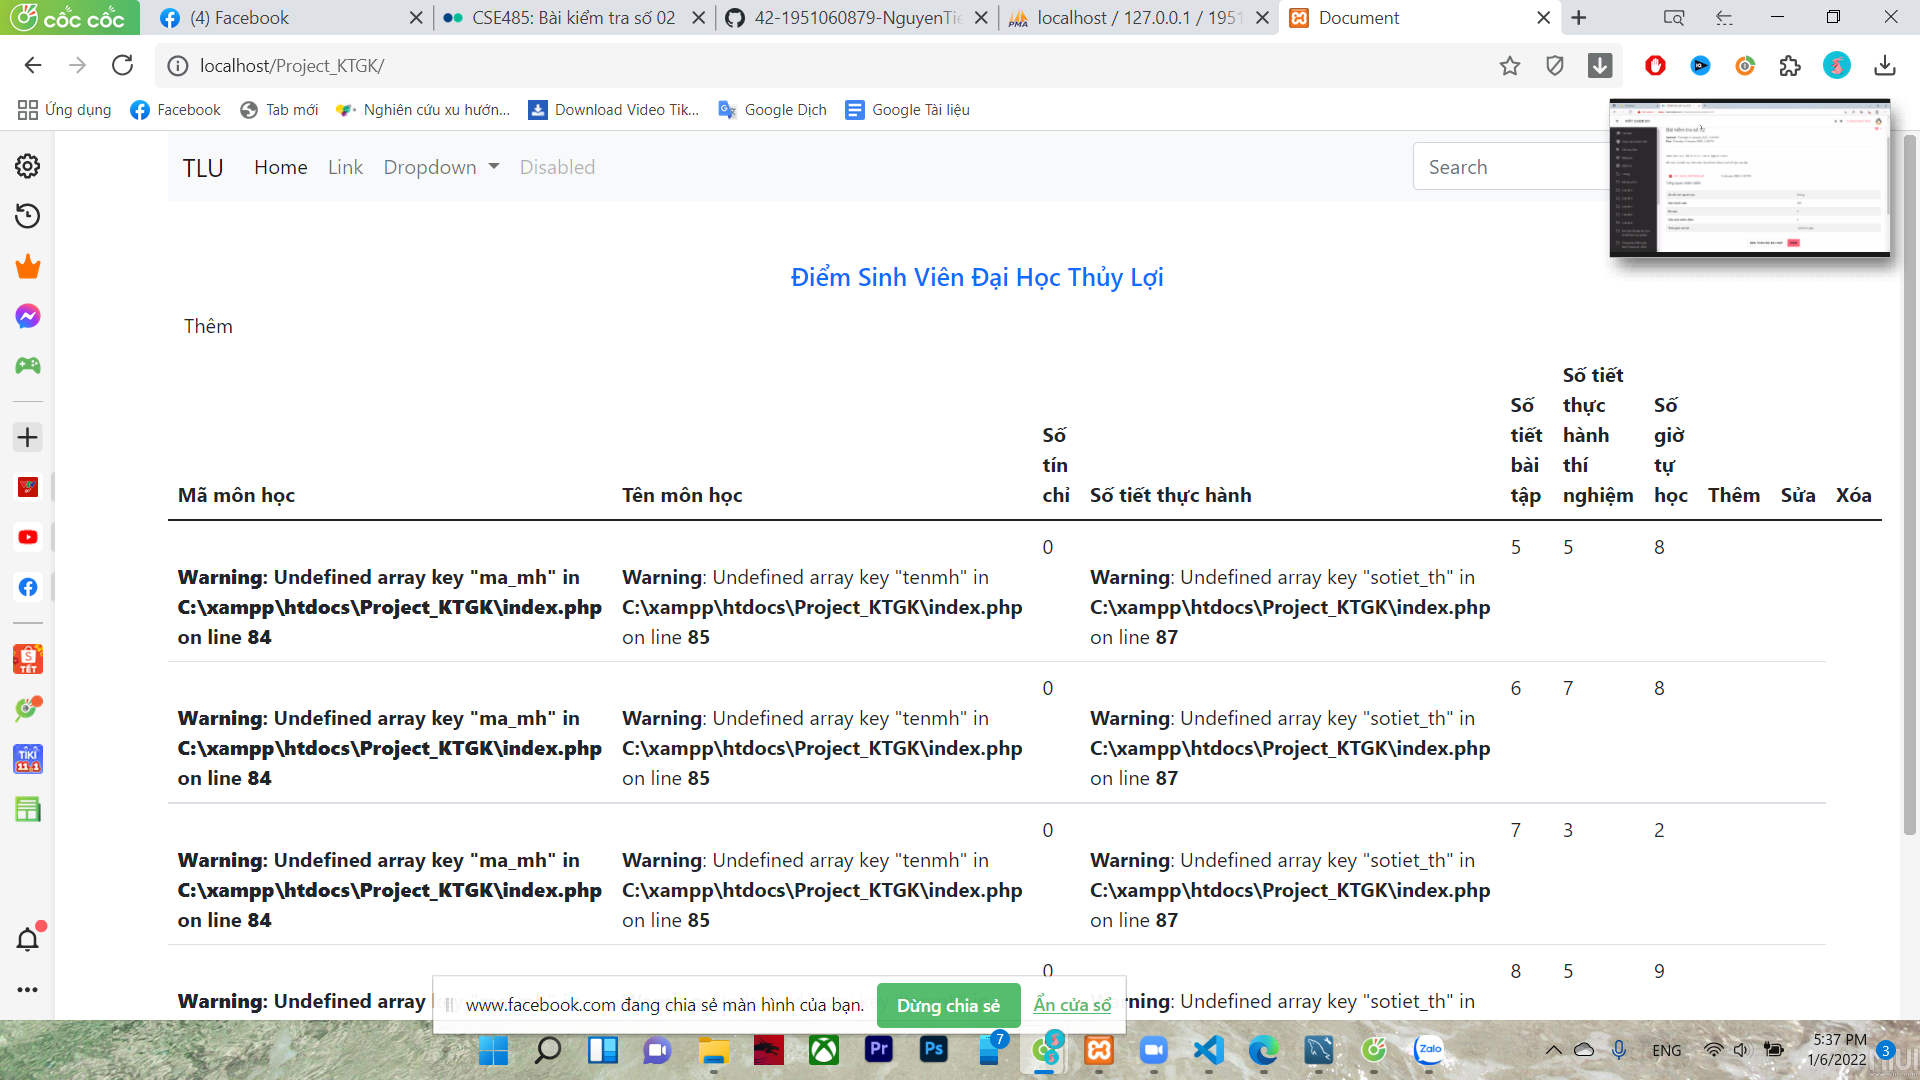 cốc cốc
(4) Facebook
CSE485: Bài kiểm tra số 02
42-1951060879-NguyenTiế
localhost / 127.0.0.1 / 1951
Document
localhost/Project_KTGK/
Ứng dụng
Facebook
Tab mới
Nghiên cứu xu hướn...
Download Video Tik...
Google Dịch
Google Tài liệu
TLU
Home
Link
Dropdown
Disabled
Search
Điểm Sinh Viên Đại Học Thủy Lợi
Thêm
Mã môn học
Tên môn học
Số
tín
chỉ
Số tiết thực hành
Số
tiết
bài
tập
Số tiết
thực
hành
thí
nghiệm
Số
giờ
tự
học
Thêm
Sửa
Xóa
Warning: Undefined array key "ma_mh" in
C:\xampp\htdocs\Project_KTGK\index.php
on line 84
Warning: Undefined array key "tenmh" in
C:\xampp\htdocs\Project_KTGK\index.php
on line 85
0
Warning: Undefined array key "sotiet_th" in
C:\xampp\htdocs\Project_KTGK\index.php
on line 87
5
5
8
Warning: Undefined array key "ma_mh" in
C:\xampp\htdocs\Project_KTGK\index.php
on line 84
Warning: Undefined array key "tenmh" in
C:\xampp\htdocs\Project_KTGK\index.php
on line 85
0
Warning: Undefined array key "sotiet_th" in
C:\xampp\htdocs\Project_KTGK\index.php
on line 87
6
7
8
Warning: Undefined array key "ma_mh" in
C:\xampp\htdocs\Project_KTGK\index.php
on line 84
Warning: Undefined array key "tenmh" in
C:\xampp\htdocs\Project_KTGK\index.php
on line 85
0
Warning: Undefined array key "sotiet_th" in
C:\xampp\htdocs\Project_KTGK\index.php
on line 87
7
3
2
Warning: Undefined array
0
rning: Undefined array key "sotiet_th" in
8
5
9
www.facebook.com đang chia sẻ màn hình của bạn.
Dừng chia sẻ
Ẩn cửa sổ
TẾT
TIKI
11.1
Pr
Ps
7
Zalo
ENG
5:37 PM
1/6/2022
3